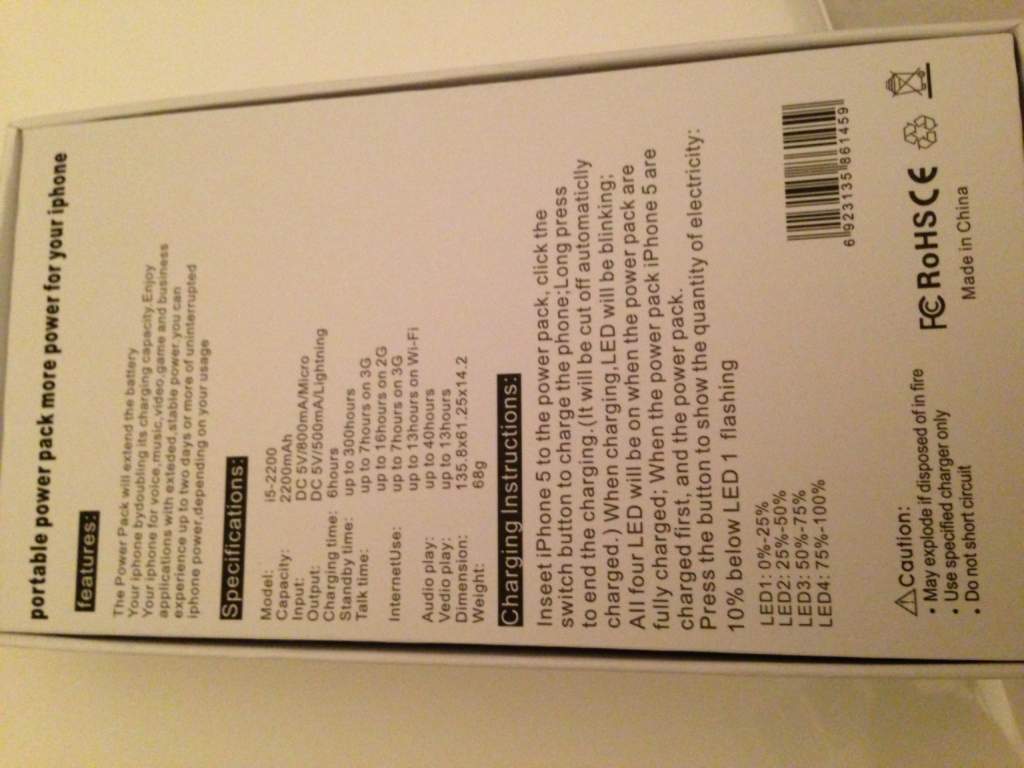 portable power pack more power for your iphone
features:
The Power Pack will extend the battery
Your iphone bydoubling its charging capacity.Enjoy
Your iphone for voice,music,video,game and business
applications with exteded,stable power.you can
experience up to two days or more of uninterrupted
iphone power,depending on your usage
Specifications:
Model: i5-2200
Capacity: 2200mAh
Input: DC 5V/800mA/Micro
Output: DC 5V/500mA/Lightning
Charging time: 6hours
Standby time: up to 300hours
Talk time: up to 7hours on 3G
up to 16hours on 2G
InternetUse: up to 7hours on 3G
up to 13hours on Wi-Fi
Audio play: up to 40hours
Vedio play: up to 13hours
Dimension: 135.8x61.25x14.2
Weight: 68g
Charging Instructions:
Inseet iPhone 5 to the power pack, click the
switch button to charge the phone;Long press
to end the charging.(It will be cut off automaticlly
charged.) When charging,LED will be blinking;
All four LED will be on when the power pack are
fully charged; When the power pack iPhone 5 are
charged first, and the power pack.
Press the button to show the quantity of electricity:
10% below LED 1 flashing
LED1: 0%-25%
LED2: 25%-50%
LED3: 50%-75%
LED4: 75%-100%
6 923135 861459
Caution:
• May explode if disposed of in fire
• Use specified charger only
• Do not short circuit
FC RoHS CE
Made in China